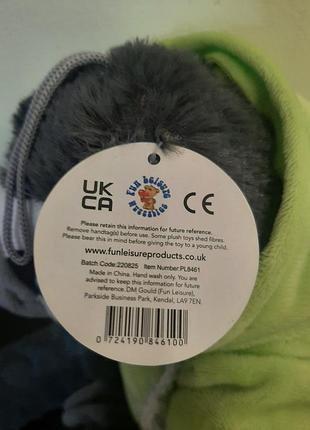 UK
CA
Fun Leisure
CE
Please retain this information for future reference.
Remove handtag(s) before use. Some plush toys shed fibres.
Please bear this in mind before giving the toy to a young child.
www.funleisureproducts.co.uk
Batch Code:220825 Item Number:PL8461
Made in China. Hand wash only. You are
advised to keep this information for
reference. DM Gould (Fun Leisure),
Parkside Business Park, Kendal, LA9 7EN.
0 724190 846100